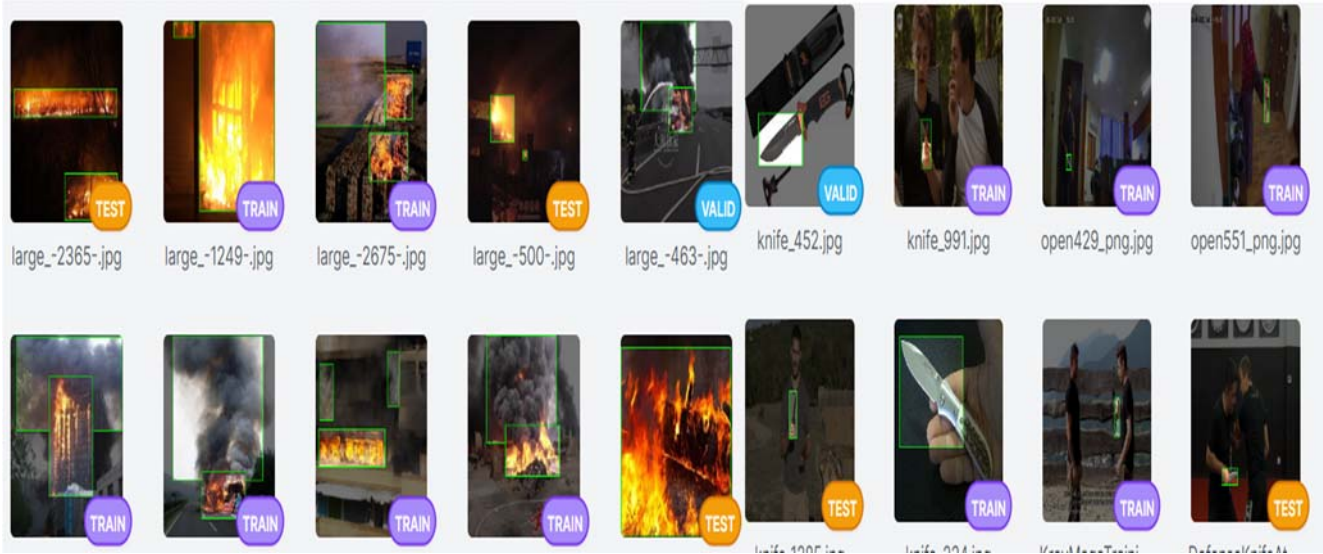 TEST
TRAIN
TRAIN
TEST
VALID
VALID
TRAIN
TRAIN
TRAIN
large_-2365-.jpg
large_-1249-.jpg
large_-2675-.jpg
large_-500-.jpg
large_-463-.jpg
knife_452.jpg
knife_991.jpg
open429_png.jpg
open551_png.jpg
TRAIN
TRAIN
TRAIN
TRAIN
TEST
TEST
TRAIN
TRAIN
TEST